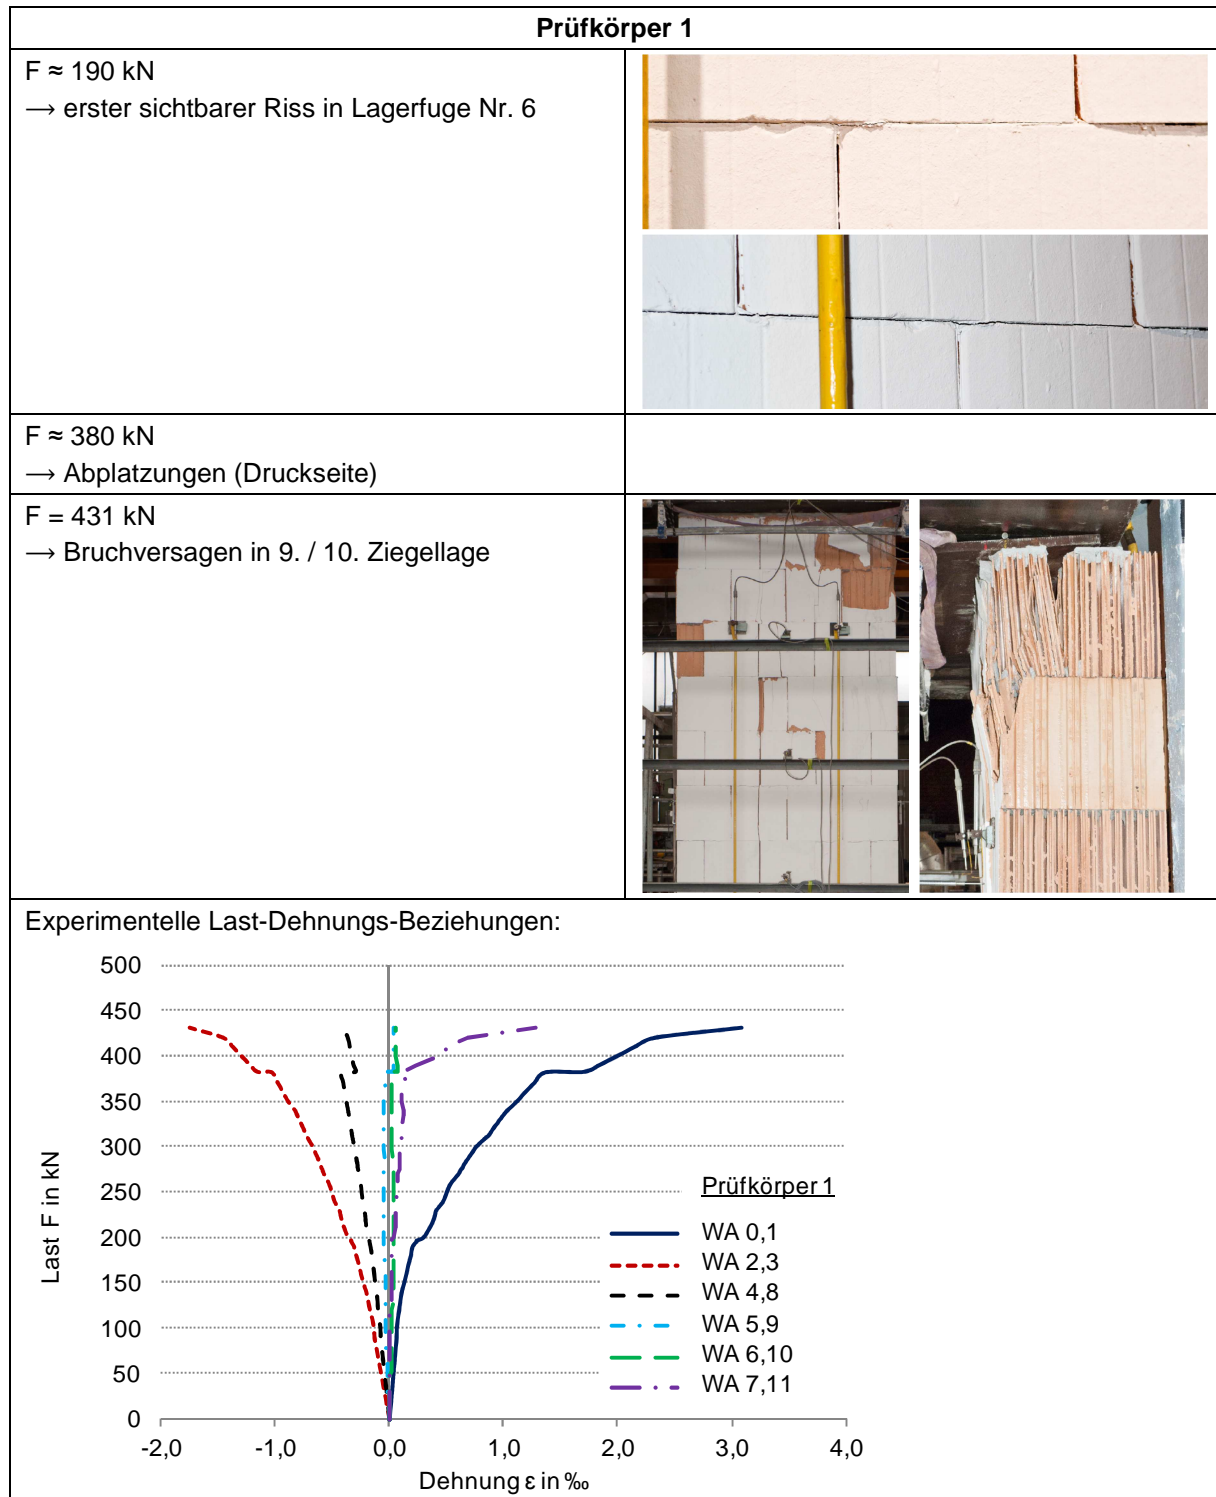 Prüfkörper 1
F ≈ 190 kN
→ erster sichtbarer Riss in Lagerfuge Nr. 6
F ≈ 380 kN
→ Abplatzungen (Druckseite)
F = 431 kN
→ Bruchversagen in 9. / 10. Ziegellage
Experimentelle Last-Dehnungs-Beziehungen:
500
450
400
350
300
250
200
150
100
50
0
Last F in kN
-2,0 -1,0 0,0 1,0 2,0 3,0 4,0
Dehnung ε in ‰
Prüfkörper 1
WA 0,1
WA 2,3
WA 4,8
WA 5,9
WA 6,10
WA 7,11